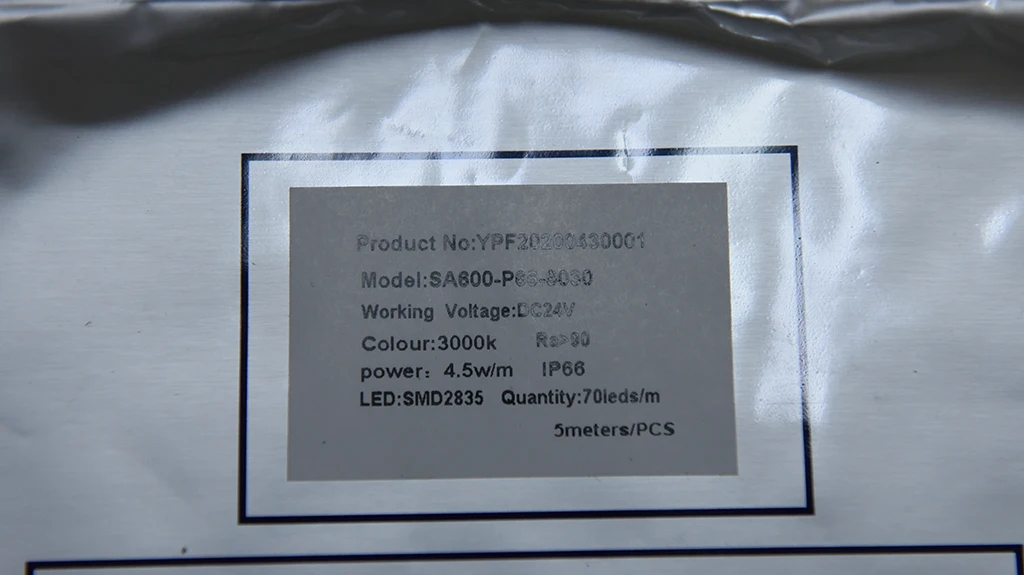 Product No:YPF20200430001
Model:SA600-P66-8030
Working Voltage:DC24V
Colour:3000k Ra>90
power: 4.5w/m IP66
LED:SMD2835 Quantity:70leds/m
5meters/PCS